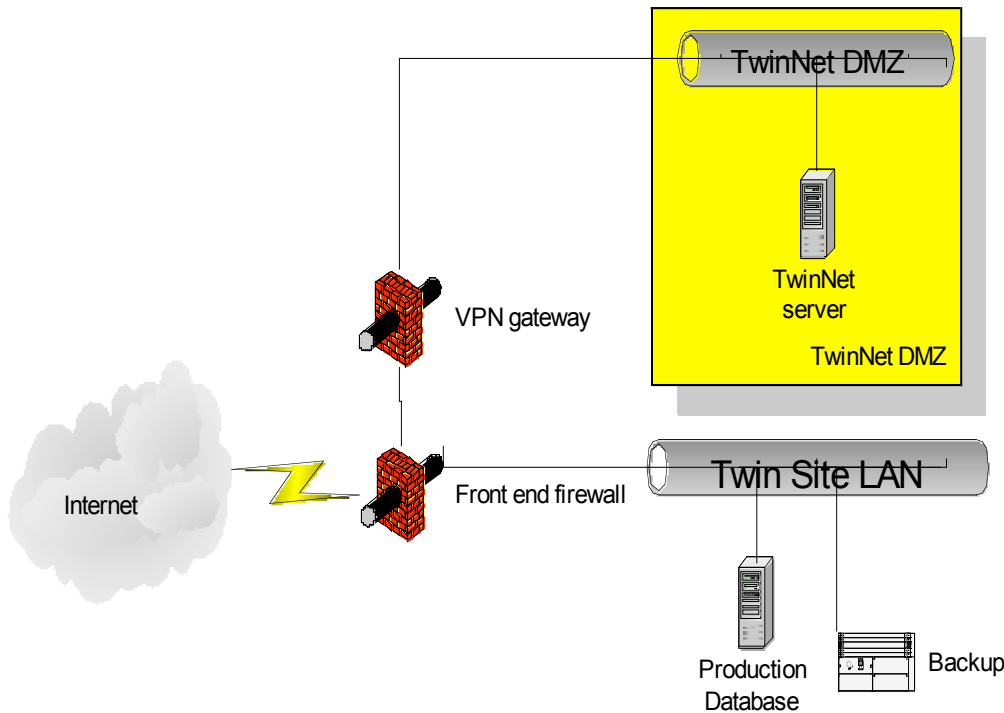 TwinNet DMZ
TwinNet
server
TwinNet DMZ
VPN gateway
Internet
Front end firewall
Twin Site LAN
Production
Database
Backup